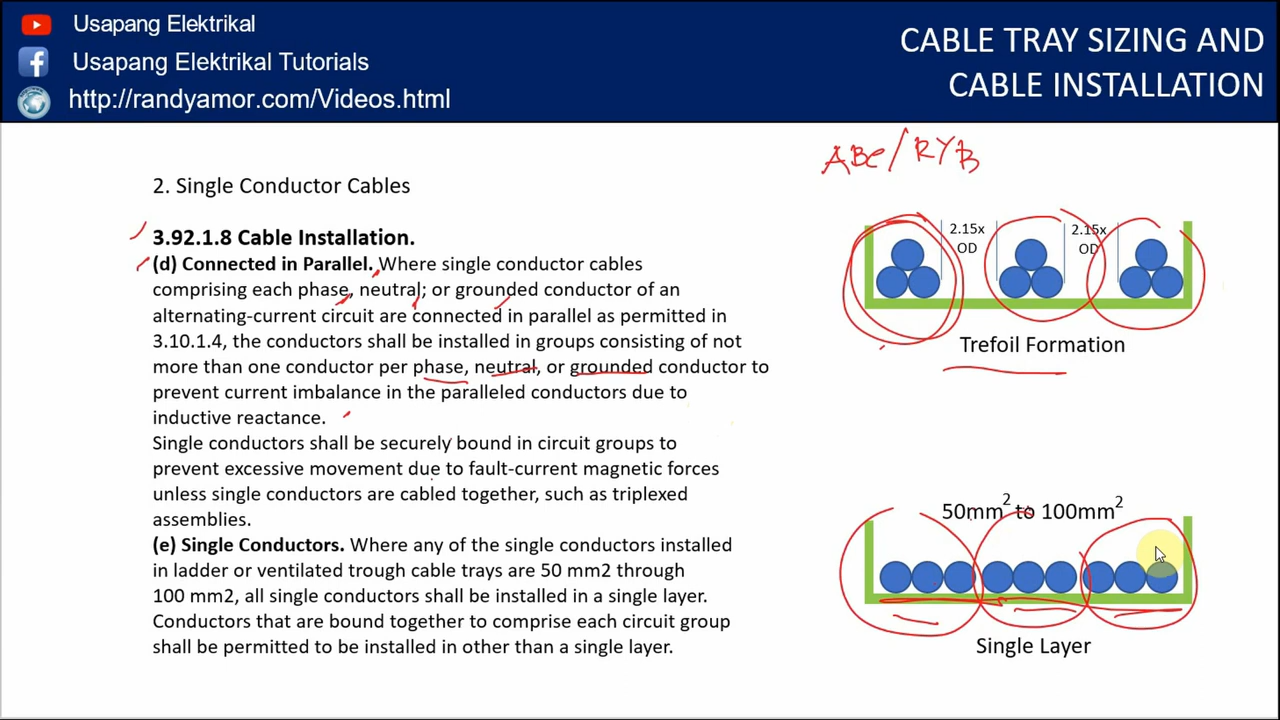 Usapang Elektrikal
Usapang Elektrikal Tutorials
http://randyamor.com/Videos.html
CABLE TRAY SIZING AND
CABLE INSTALLATION
2. Single Conductor Cables
3.92.1.8 Cable Installation.
(d) Connected in Parallel. Where single conductor cables
comprising each phase, neutral; or grounded conductor of an
alternating-current circuit are connected in parallel as permitted in
3.10.1.4, the conductors shall be installed in groups consisting of not
more than one conductor per phase, neutral, or grounded conductor to
prevent current imbalance in the paralleled conductors due to
inductive reactance.
Single conductors shall be securely bound in circuit groups to
prevent excessive movement due to fault-current magnetic forces
unless single conductors are cabled together, such as triplexed
assemblies.
(e) Single Conductors. Where any of the single conductors installed
in ladder or ventilated trough cable trays are 50 mm2 through
100 mm2, all single conductors shall be installed in a single layer.
Conductors that are bound together to comprise each circuit group
shall be permitted to be installed in other than a single layer.
ABC/RYB
2.15x
OD
2.15x
OD
Trefoil Formation
50mm2 to 100mm2
Single Layer